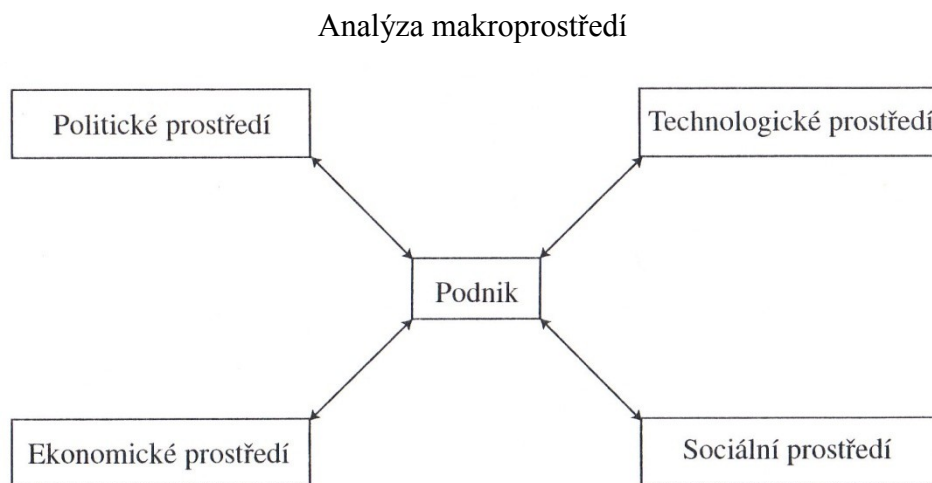 Analýza makroprostředí
Politické prostředí
Technologické prostředí
Podnik
Ekonomické prostředí
Sociální prostředí